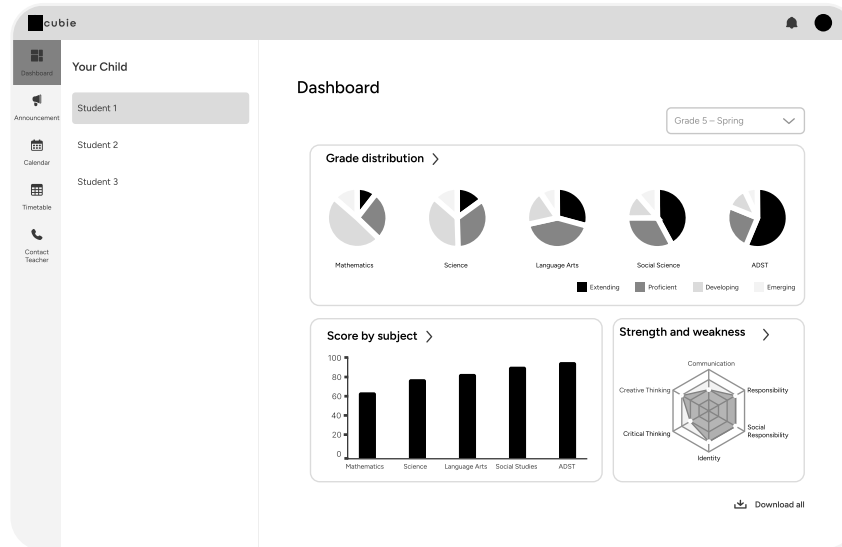 cubie
Dashboard
Announcement
Calendar
Timetable
Contact
Teacher
Your Child
Student 1
Student 2
Student 3
Dashboard
Grade 5 – Spring
Grade distribution
Mathematics
Science
Language Arts
Social Science
ADST
Extending
Proficient
Developing
Emerging
Score by subject
100
80
60
40
20
0
Mathematics
Science
Language Arts
Social Studies
ADST
Strength and weakness
Communication
Creative Thinking
Responsibility
Critical Thinking
Social
Responsibility
Identity
Download all